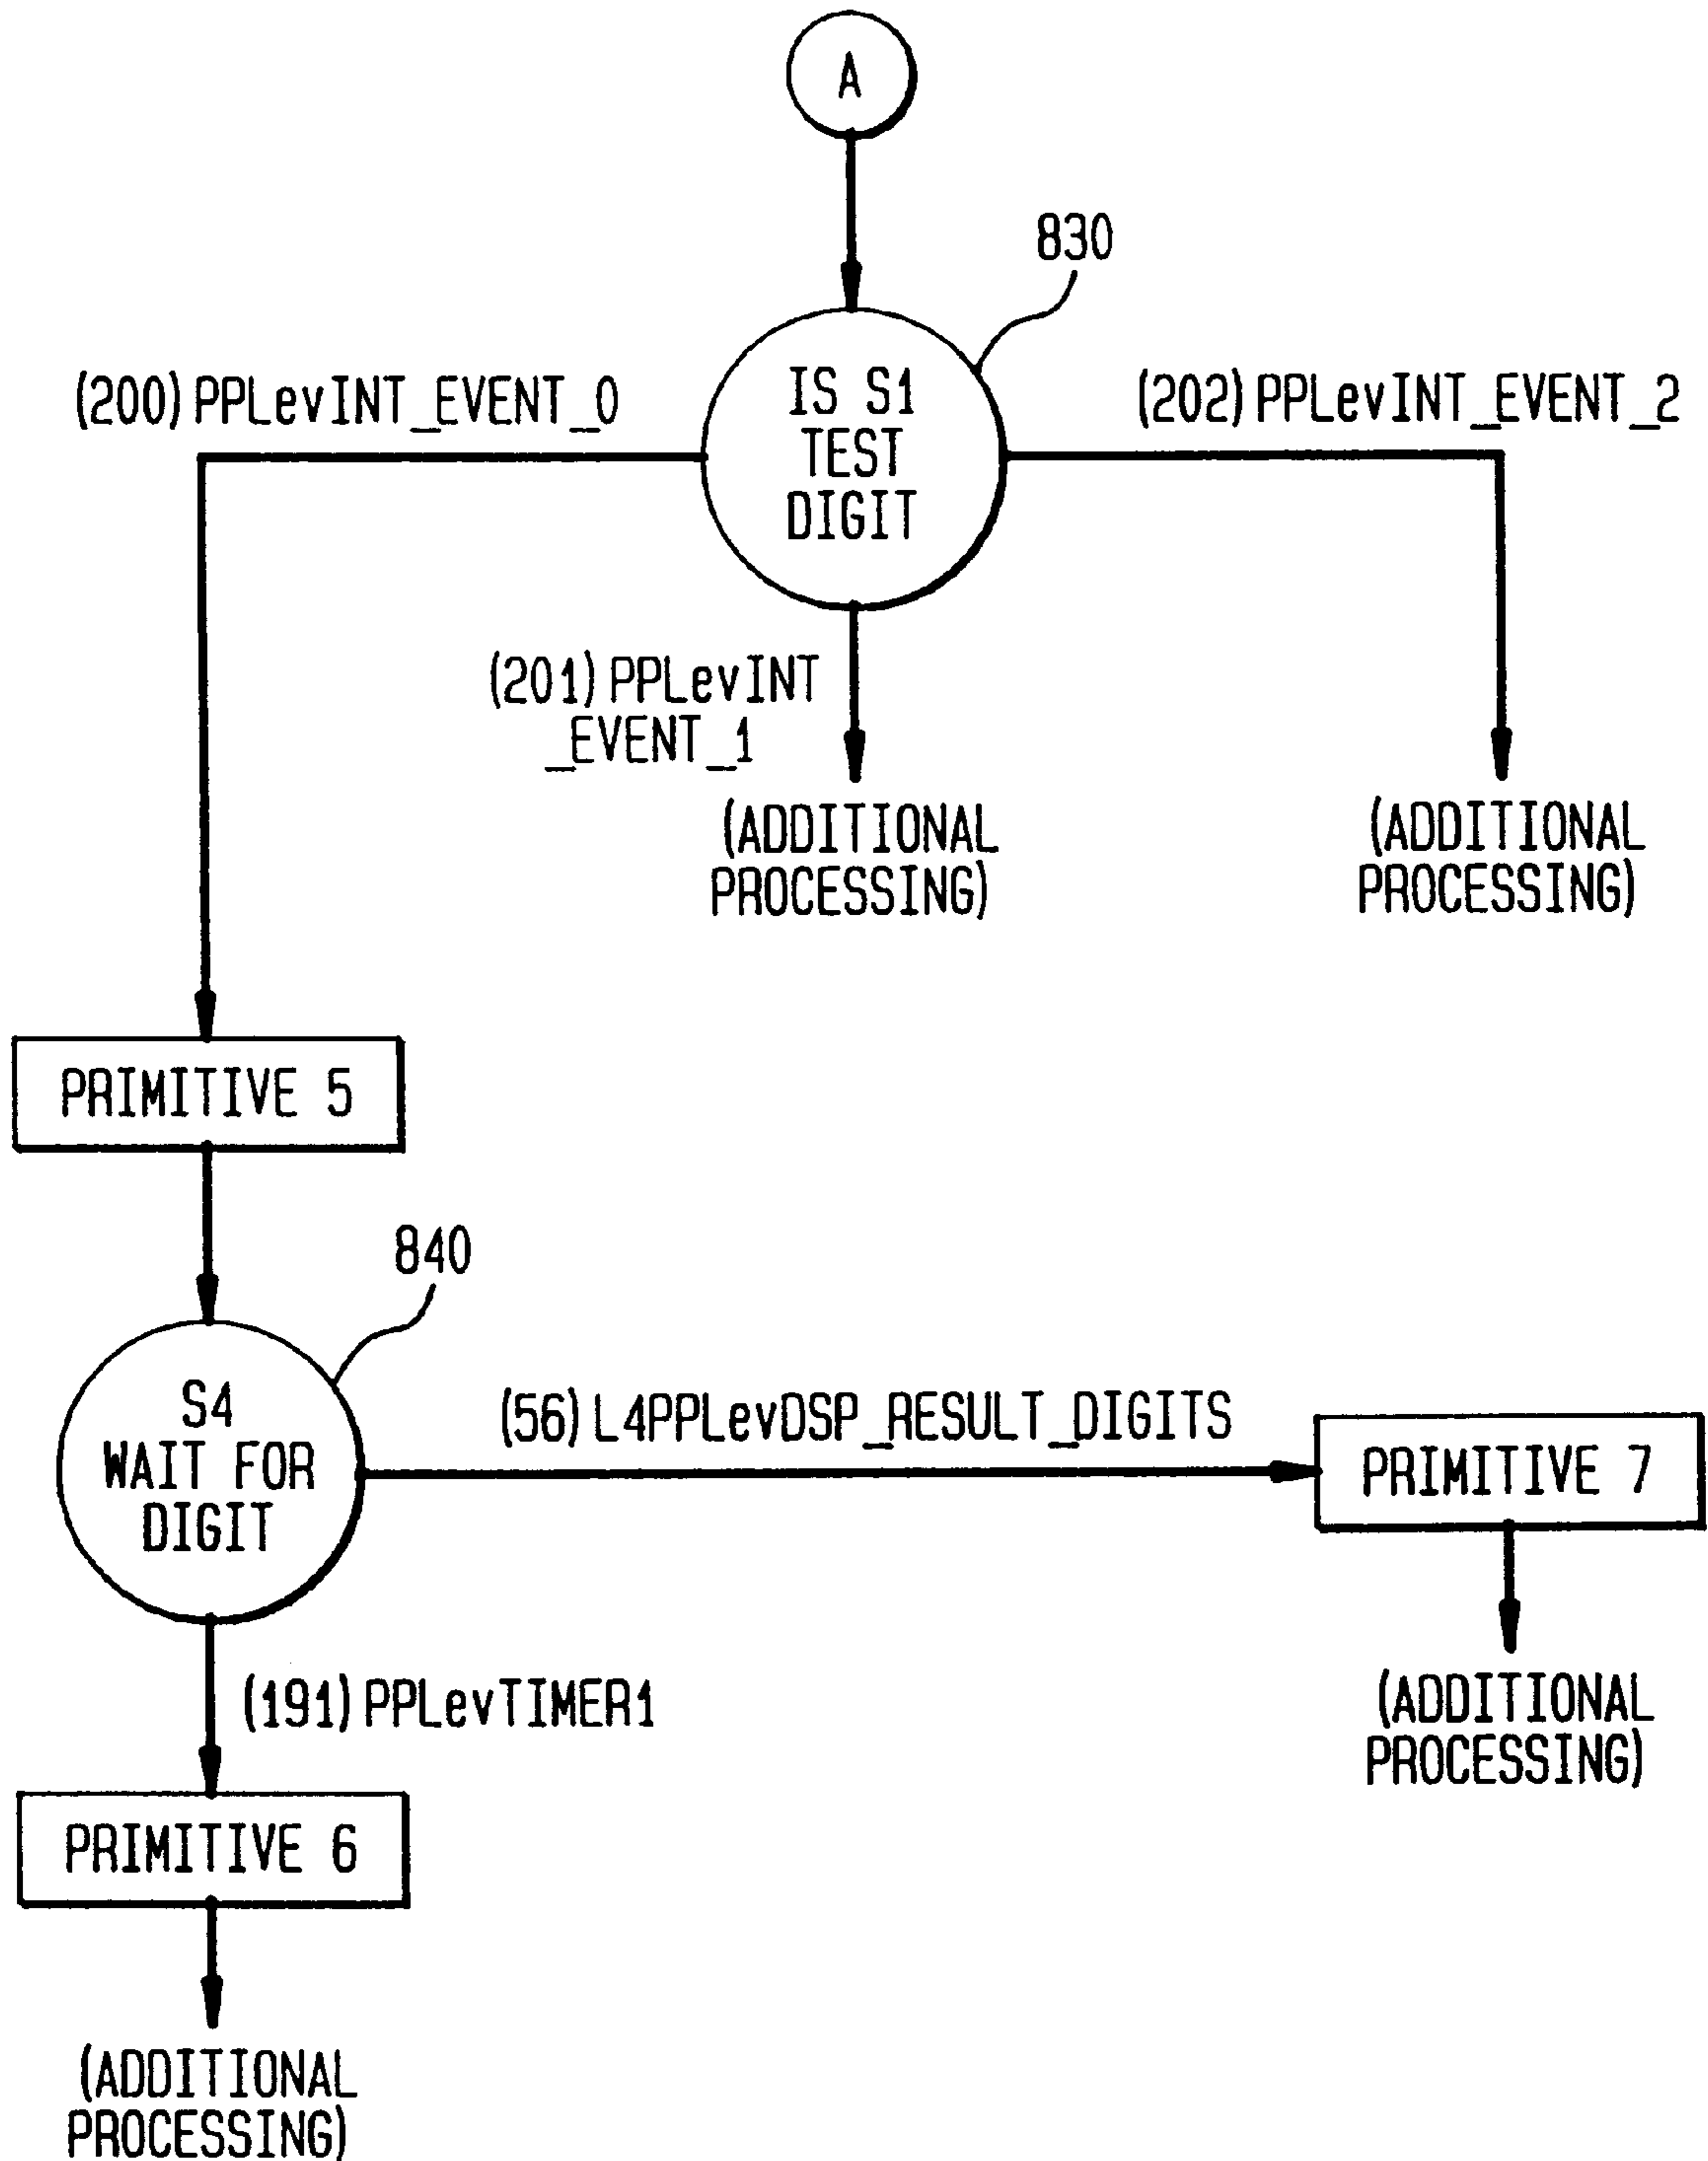 A
830
IS S1
TEST
DIGIT
(200) PPLevINT_EVENT_0
(202) PPLevINT_EVENT_2
(201) PPLevINT
_EVENT_1
(ADDITIONAL
PROCESSING)
(ADDITIONAL
PROCESSING)
PRIMITIVE 5
840
S4
WAIT FOR
DIGIT
(56) L4PPLevDSP_RESULT_DIGITS
PRIMITIVE 7
(ADDITIONAL
PROCESSING)
(191) PPLevTIMER1
PRIMITIVE 6
(ADDITIONAL
PROCESSING)